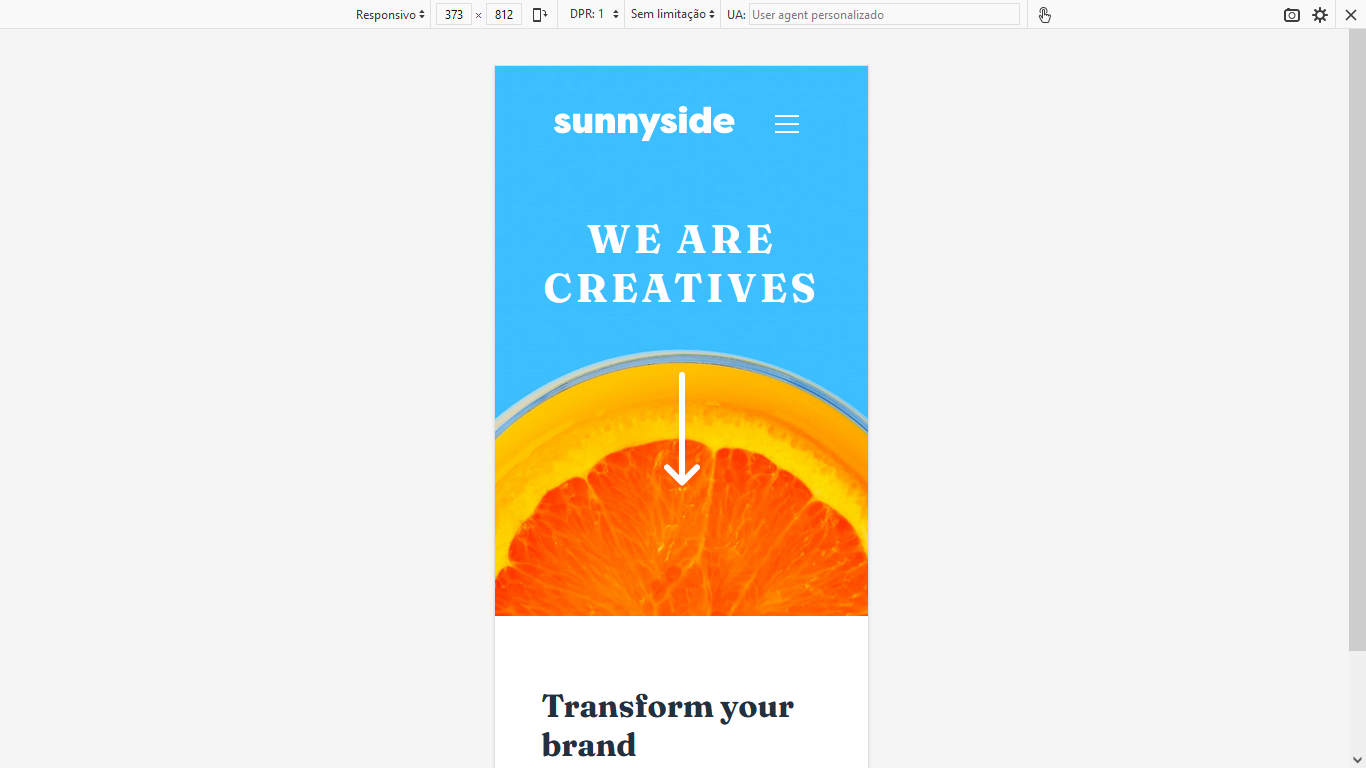 Responsivo 373 × 812 DPR: 1 Sem limitação UA: User agent personalizado
sunnyside
WE ARE
CREATIVES
Transform your
brand